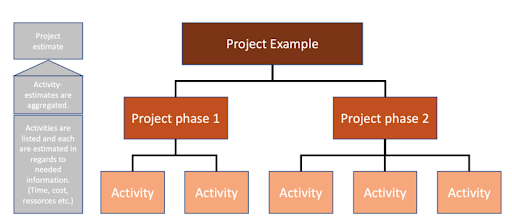 Project
estimate
Activity-
estimates are
aggregated.
Activities are
listed and each
are estimated in
regards to
needed
information.
(Time, cost,
ressorces etc.)
Project Example
Project phase 1
Project phase 2
Activity
Activity
Activity
Activity
Activity